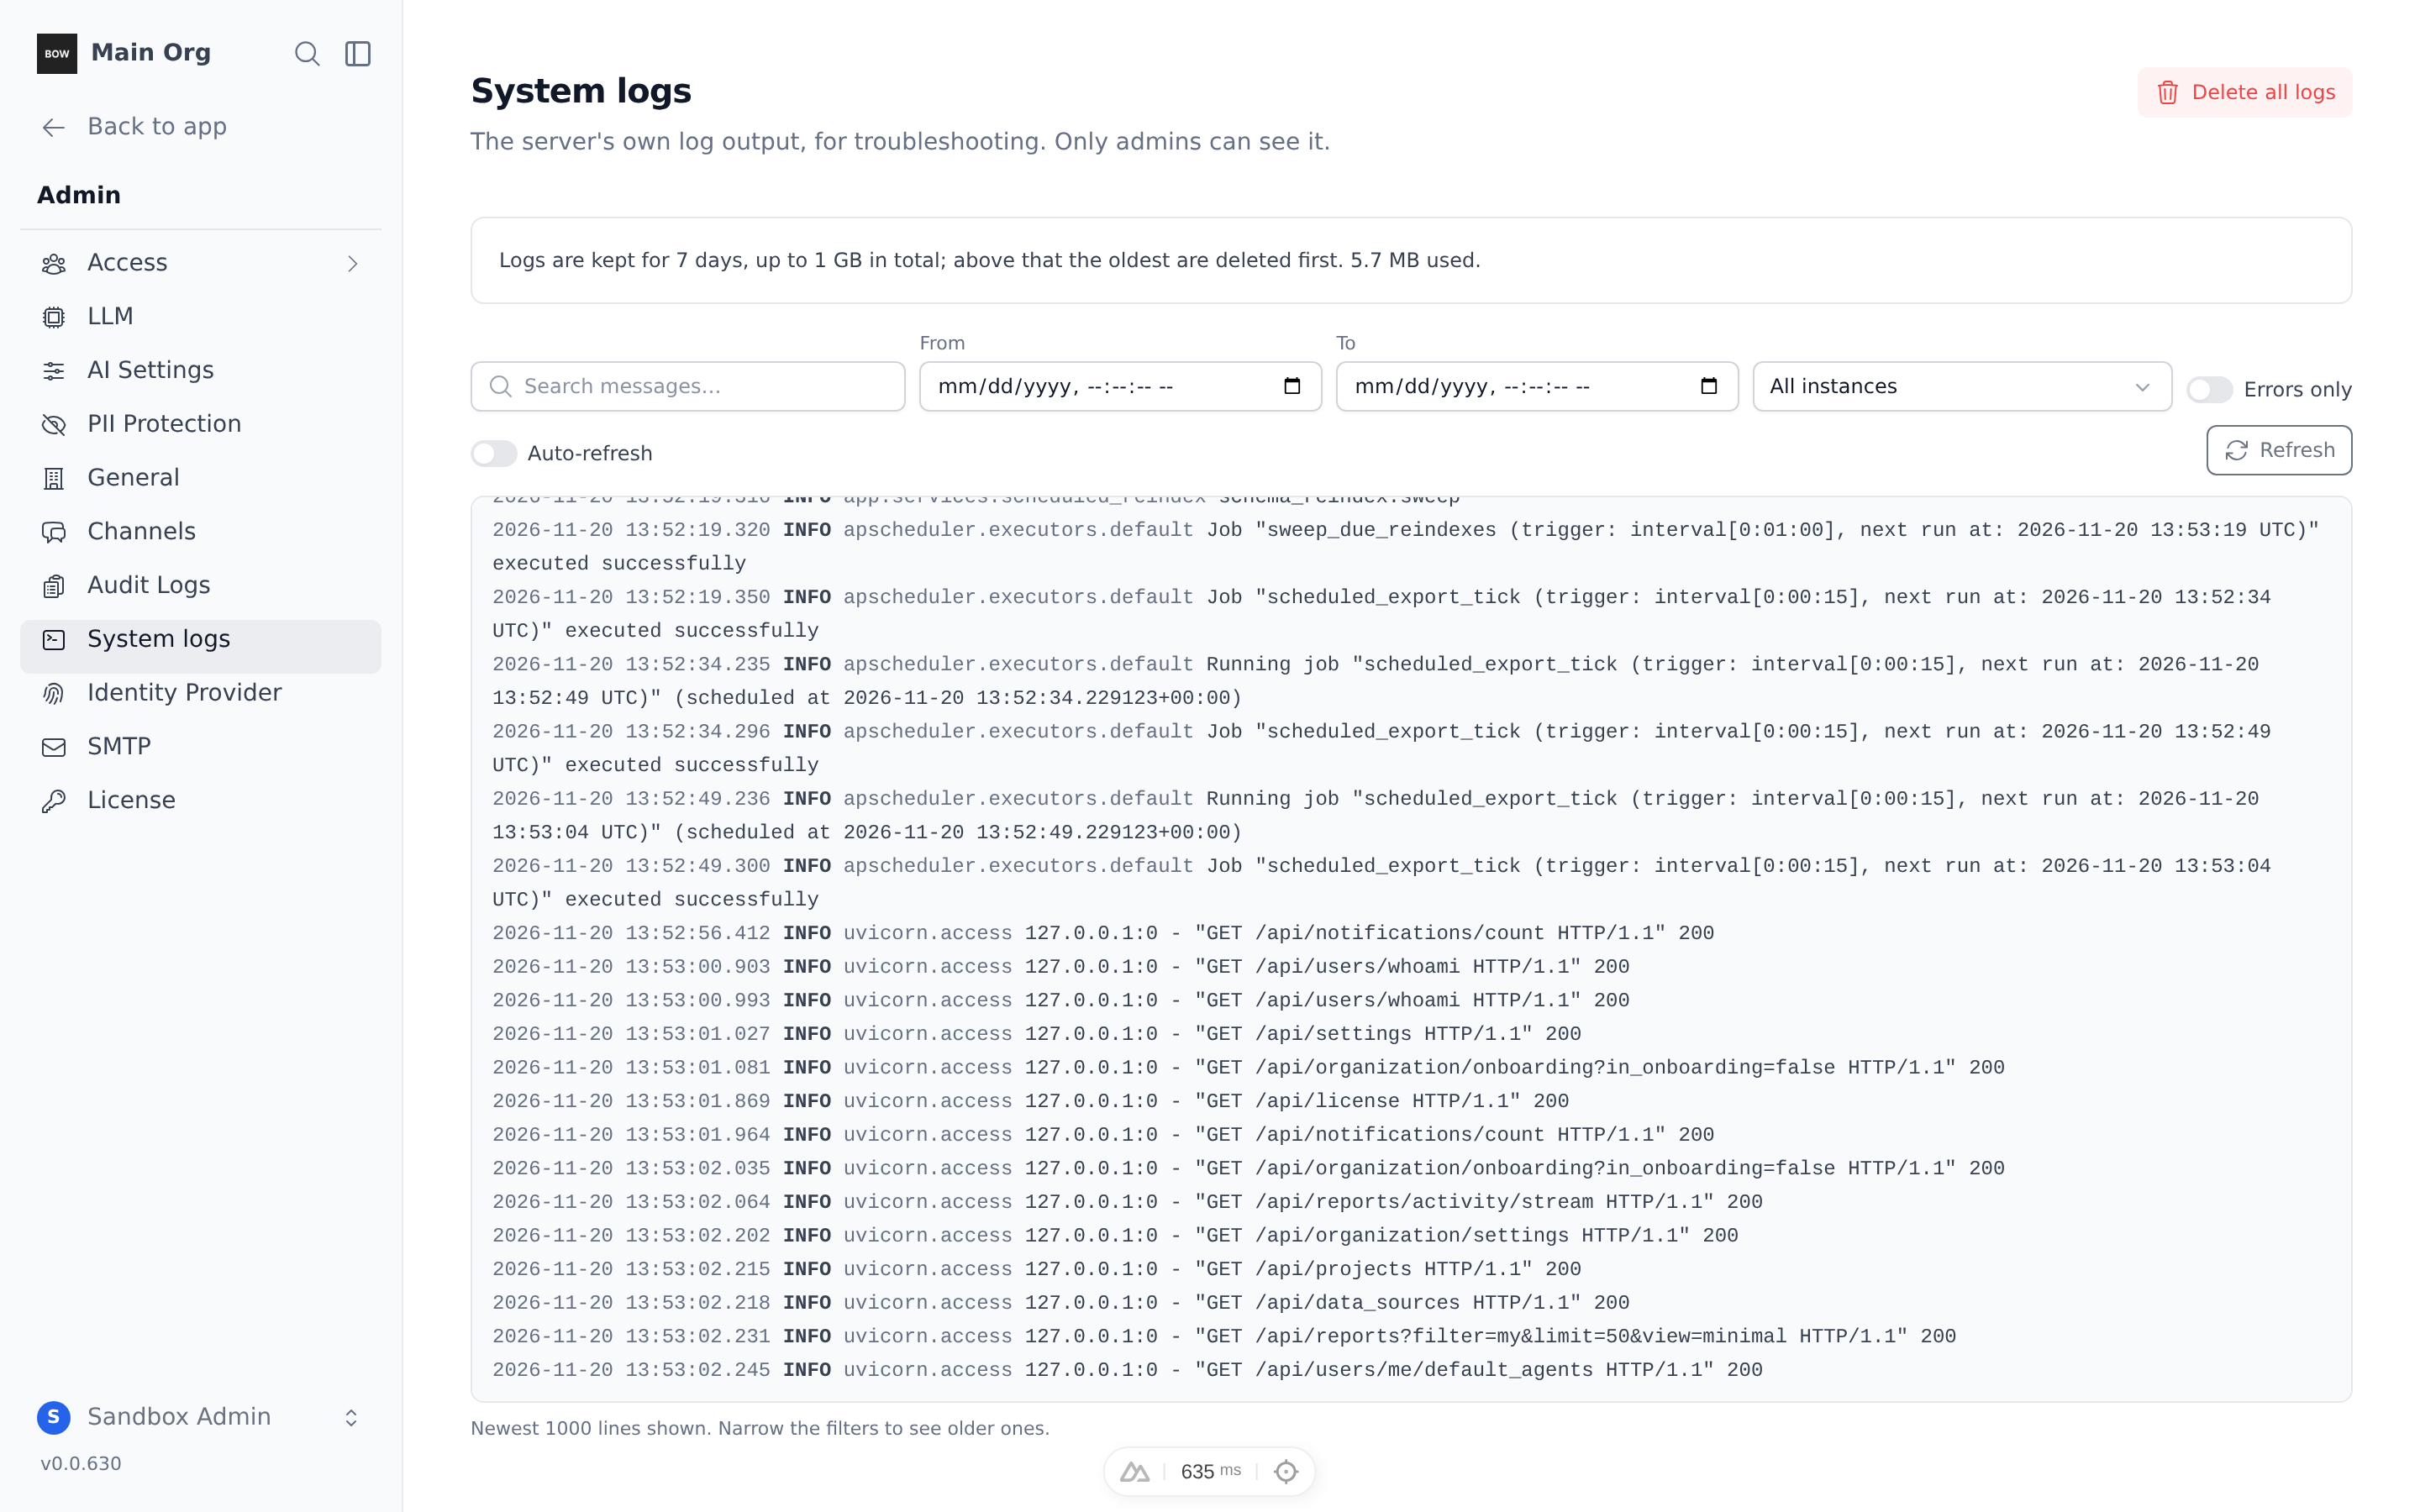 BOW Main Org
Back to app
Admin
Access
LLM
AI Settings
PII Protection
General
Channels
Audit Logs
System logs
Identity Provider
SMTP
License
S Sandbox Admin
v0.0.630
System logs
Delete all logs
The server's own log output, for troubleshooting. Only admins can see it.
Logs are kept for 7 days, up to 1 GB in total; above that the oldest are deleted first. 5.7 MB used.
From
To
Search messages...
mm/dd/yyyy, --:--:-- --
mm/dd/yyyy, --:--:-- --
All instances
Errors only
Auto-refresh
Refresh
2026-11-20 13:52:19.316 INFO app.services.scheduled_reindex schema_reindex.sweep
2026-11-20 13:52:19.320 INFO apscheduler.executors.default Job "sweep_due_reindexes (trigger: interval[0:01:00], next run at: 2026-11-20 13:53:19 UTC)"
executed successfully
2026-11-20 13:52:19.350 INFO apscheduler.executors.default Job "scheduled_export_tick (trigger: interval[0:00:15], next run at: 2026-11-20 13:52:34
UTC)" executed successfully
2026-11-20 13:52:34.235 INFO apscheduler.executors.default Running job "scheduled_export_tick (trigger: interval[0:00:15], next run at: 2026-11-20
13:52:49 UTC)" (scheduled at 2026-11-20 13:52:34.229123+00:00)
2026-11-20 13:52:34.296 INFO apscheduler.executors.default Job "scheduled_export_tick (trigger: interval[0:00:15], next run at: 2026-11-20 13:52:49
UTC)" executed successfully
2026-11-20 13:52:49.236 INFO apscheduler.executors.default Running job "scheduled_export_tick (trigger: interval[0:00:15], next run at: 2026-11-20
13:53:04 UTC)" (scheduled at 2026-11-20 13:52:49.229123+00:00)
2026-11-20 13:52:49.300 INFO apscheduler.executors.default Job "scheduled_export_tick (trigger: interval[0:00:15], next run at: 2026-11-20 13:53:04
UTC)" executed successfully
2026-11-20 13:52:56.412 INFO uvicorn.access 127.0.0.1:0 - "GET /api/notifications/count HTTP/1.1" 200
2026-11-20 13:53:00.903 INFO uvicorn.access 127.0.0.1:0 - "GET /api/users/whoami HTTP/1.1" 200
2026-11-20 13:53:00.993 INFO uvicorn.access 127.0.0.1:0 - "GET /api/users/whoami HTTP/1.1" 200
2026-11-20 13:53:01.027 INFO uvicorn.access 127.0.0.1:0 - "GET /api/settings HTTP/1.1" 200
2026-11-20 13:53:01.081 INFO uvicorn.access 127.0.0.1:0 - "GET /api/organization/onboarding?in_onboarding=false HTTP/1.1" 200
2026-11-20 13:53:01.869 INFO uvicorn.access 127.0.0.1:0 - "GET /api/license HTTP/1.1" 200
2026-11-20 13:53:01.964 INFO uvicorn.access 127.0.0.1:0 - "GET /api/notifications/count HTTP/1.1" 200
2026-11-20 13:53:02.035 INFO uvicorn.access 127.0.0.1:0 - "GET /api/organization/onboarding?in_onboarding=false HTTP/1.1" 200
2026-11-20 13:53:02.064 INFO uvicorn.access 127.0.0.1:0 - "GET /api/reports/activity/stream HTTP/1.1" 200
2026-11-20 13:53:02.202 INFO uvicorn.access 127.0.0.1:0 - "GET /api/organization/settings HTTP/1.1" 200
2026-11-20 13:53:02.215 INFO uvicorn.access 127.0.0.1:0 - "GET /api/projects HTTP/1.1" 200
2026-11-20 13:53:02.218 INFO uvicorn.access 127.0.0.1:0 - "GET /api/data_sources HTTP/1.1" 200
2026-11-20 13:53:02.231 INFO uvicorn.access 127.0.0.1:0 - "GET /api/reports?filter=my&limit=50&view=minimal HTTP/1.1" 200
2026-11-20 13:53:02.245 INFO uvicorn.access 127.0.0.1:0 - "GET /api/users/me/default_agents HTTP/1.1" 200
Newest 1000 lines shown. Narrow the filters to see older ones.
635 ms